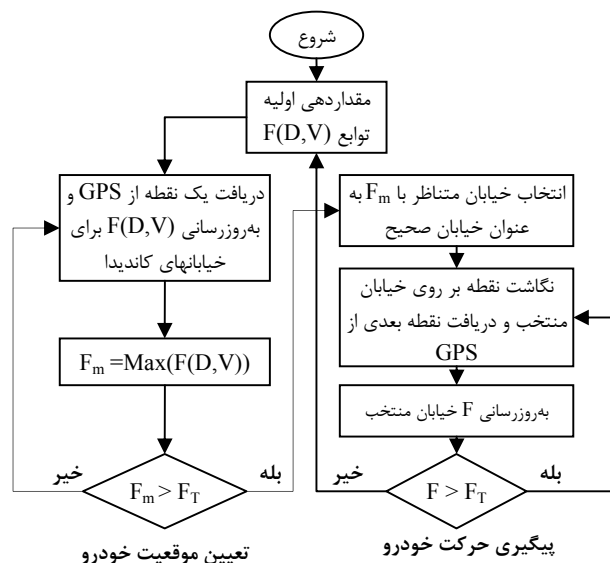 شروع
مقداردهی اولیه
توابع F(D,V)
دریافت یک نقطه از GPS و
به‌روزرسانی F(D,V) برای
خیابانهای کاندیدا
F_m =Max(F(D,V))
F_m > F_T
خیر
بله
تعیین موقعیت خودرو
انتخاب خیابان متناظر با F_m به
عنوان خیابان صحیح
نگاشت نقطه بر روی خیابان
منتخب و دریافت نقطه بعدی از
GPS
به‌روزرسانی F خیابان منتخب
F > F_T
خیر
بله
پیگیری حرکت خودرو